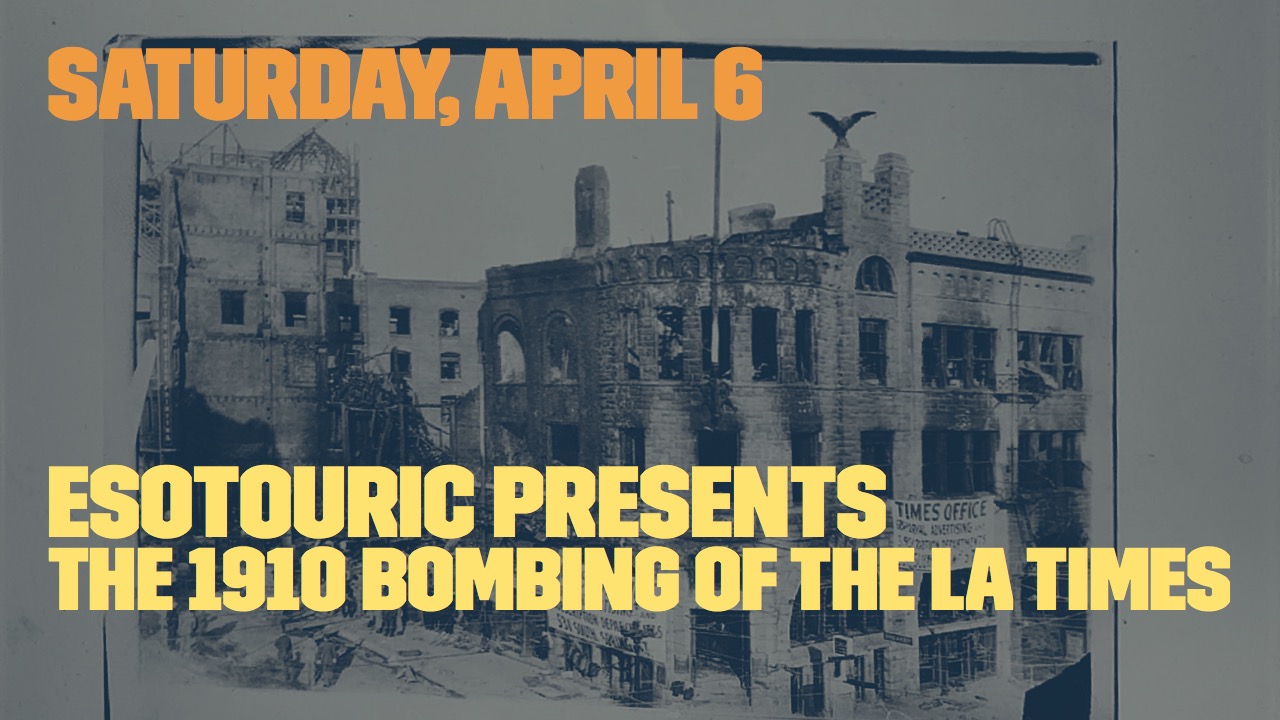 SATURDAY, APRIL 6
ESOTOURIC PRESENTS
THE 1910 BOMBING OF THE LA TIMES
TIMES OFFICE